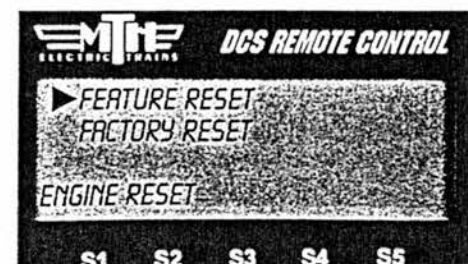 MTH
ELECTRIC TRAINS
DCS REMOTE CONTROL
▶FEATURE RESET
FACTORY RESET
ENGINE RESET
S1 S2 S3 S4 S5